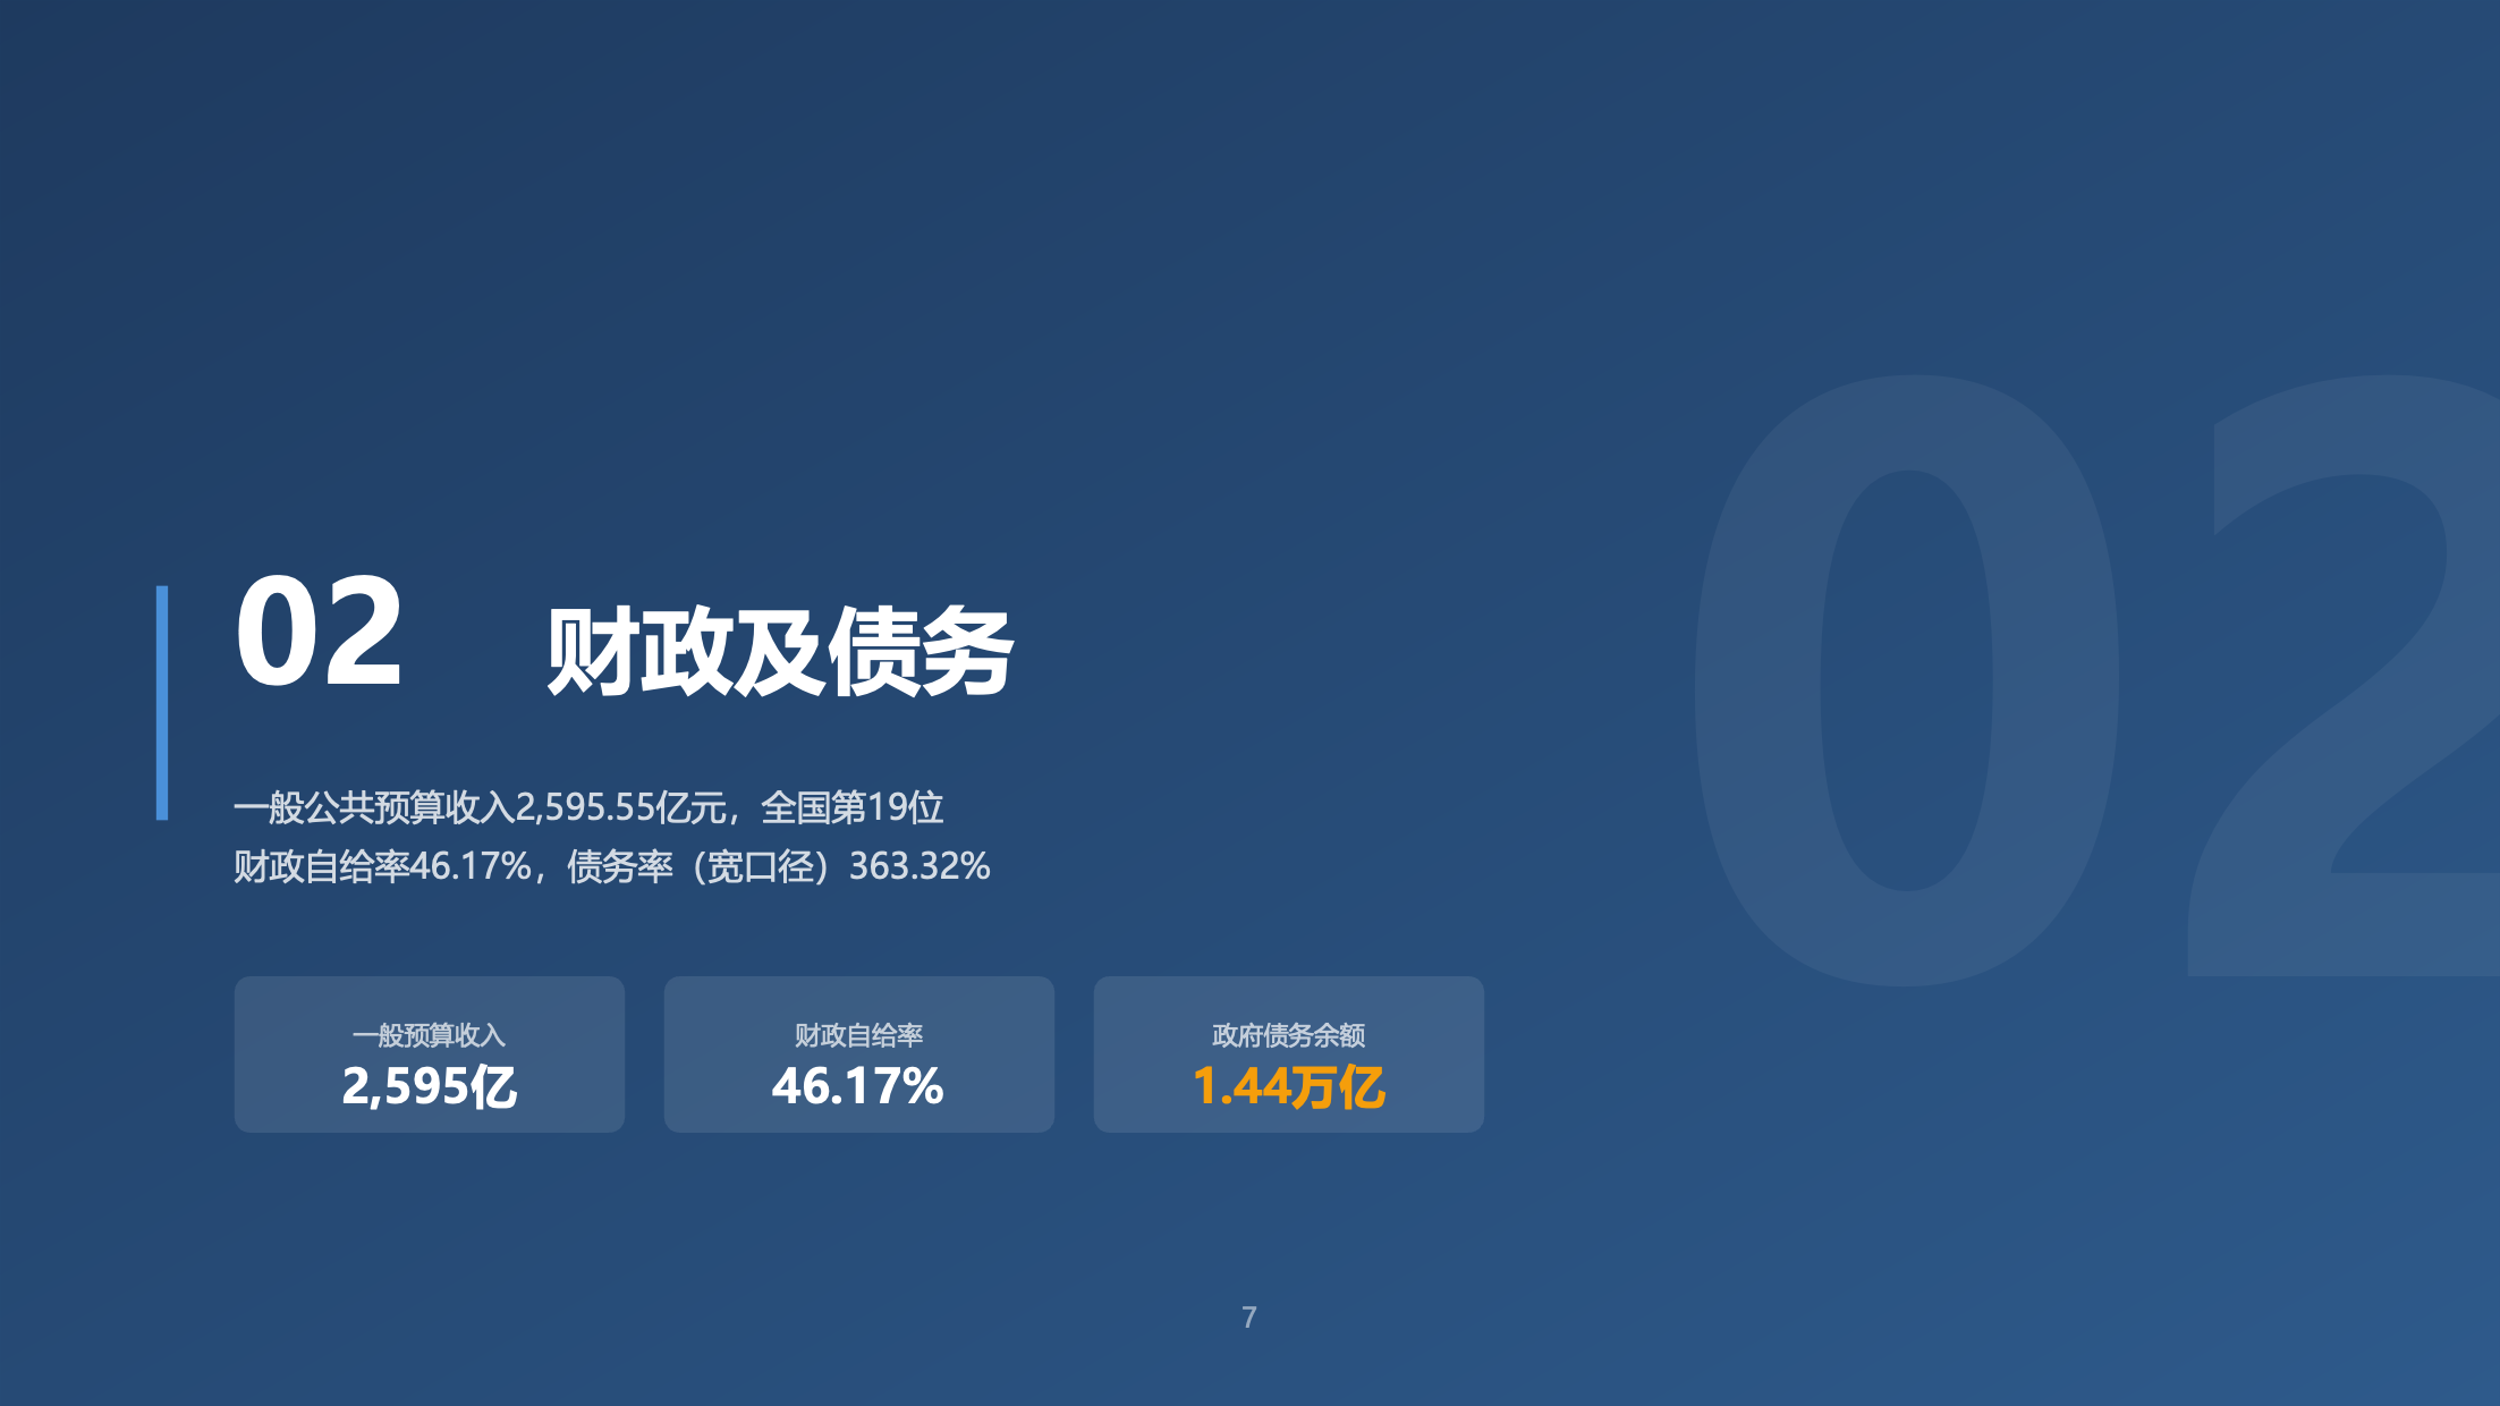 02 财政及债务
一般公共预算收入2,595.55亿元，全国第19位
财政自给率46.17%，债务率（宽口径）363.32%
02
一般预算收入
2,595亿
财政自给率
46.17%
政府债务余额
1.44万亿
7